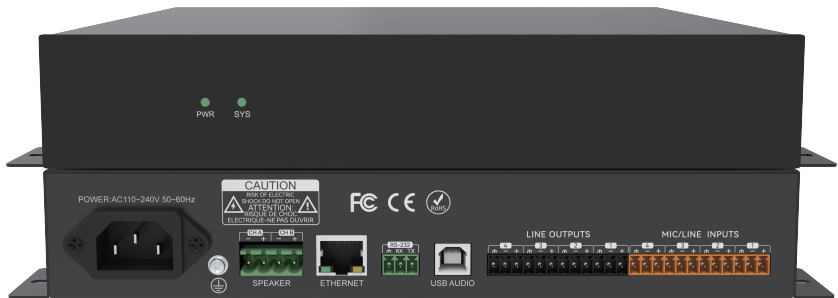 PWR SYS
POWER:AC110~240V 50~60Hz
CAUTION
RISK OF ELECTRIC
SHOCK DO NOT OPEN
ATTENTION:
RISQUE DE CHOC
ELECTRIQUE-NE PAS OUVRIR
FC CE RoHS
CH A CH B
− + − +
SPEAKER
ETHERNET
RS-232
RX TX
USB AUDIO
LINE OUTPUTS
4 3 2 1
− + − + − + − +
MIC/LINE INPUTS
4 3 2 1
− + − + − + − +